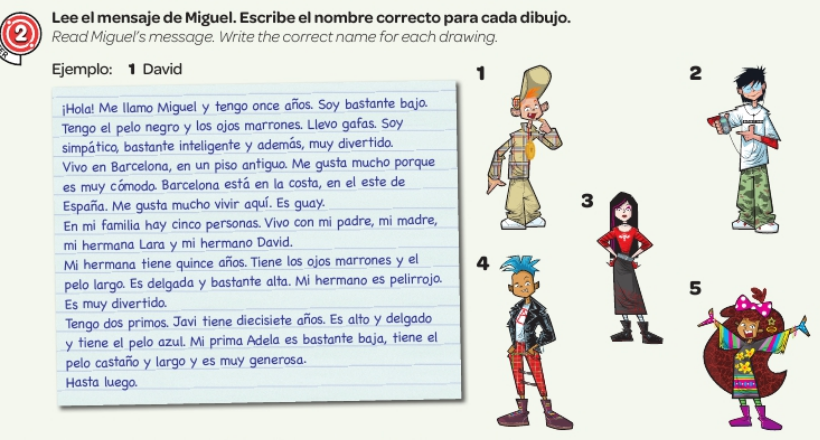 2 Lee el mensaje de Miguel. Escribe el nombre correcto para cada dibujo.
Read Miguel's message. Write the correct name for each drawing.
Ejemplo: 1 David
¡Hola! Me llamo Miguel y tengo once años. Soy bastante bajo.
Tengo el pelo negro y los ojos marrones. Llevo gafas. Soy
simpático, bastante inteligente y además, muy divertido.
Vivo en Barcelona, en un piso antiguo. Me gusta mucho porque
es muy cómodo. Barcelona está en la costa, en el este de
España. Me gusta mucho vivir aquí. Es guay.
En mi familia hay cinco personas. Vivo con mi padre, mi madre,
mi hermana Lara y mi hermano David.
Mi hermana tiene quince años. Tiene los ojos marrones y el
pelo largo. Es delgada y bastante alta. Mi hermano es pelirrojo.
Es muy divertido.
Tengo dos primos. Javi tiene diecisiete años. Es alto y delgado
y tiene el pelo azul. Mi prima Adela es bastante baja, tiene el
pelo castaño y largo y es muy generosa.
Hasta luego.
1
2
3
4
5